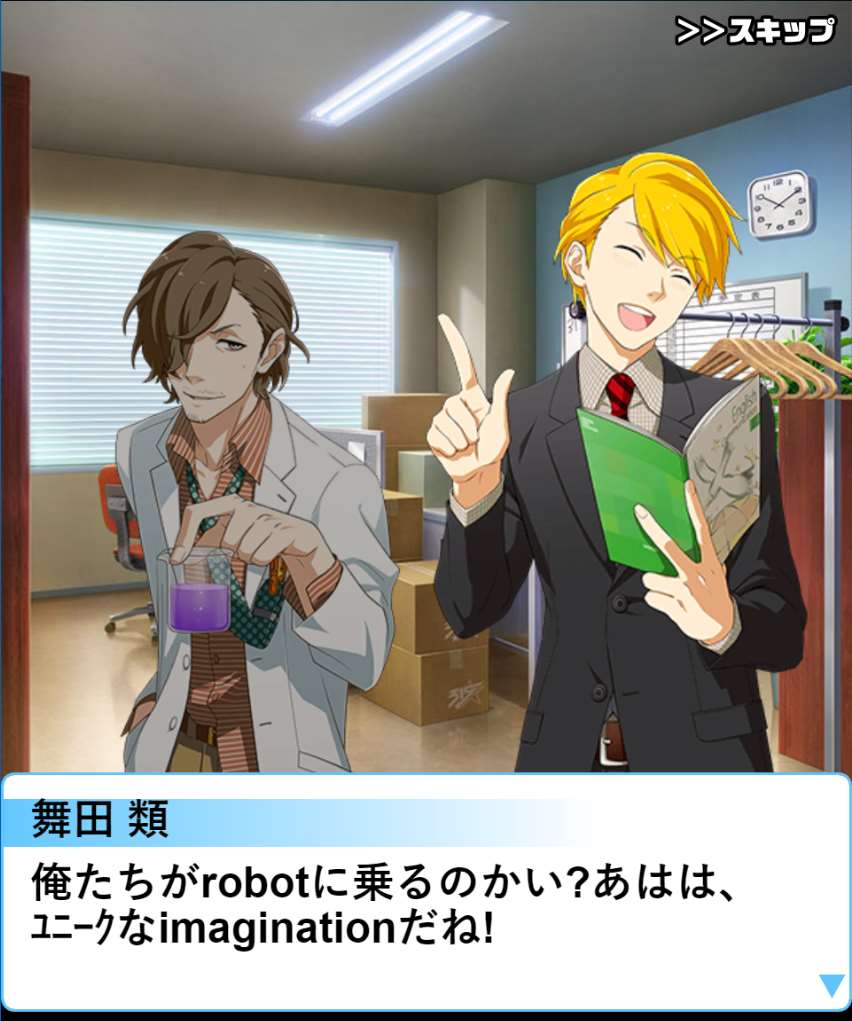 >>スキップ
English
舞田 類
俺たちがrobotに乗るのかい?あはは、
ﾕﾆｰｸなimaginationだね!